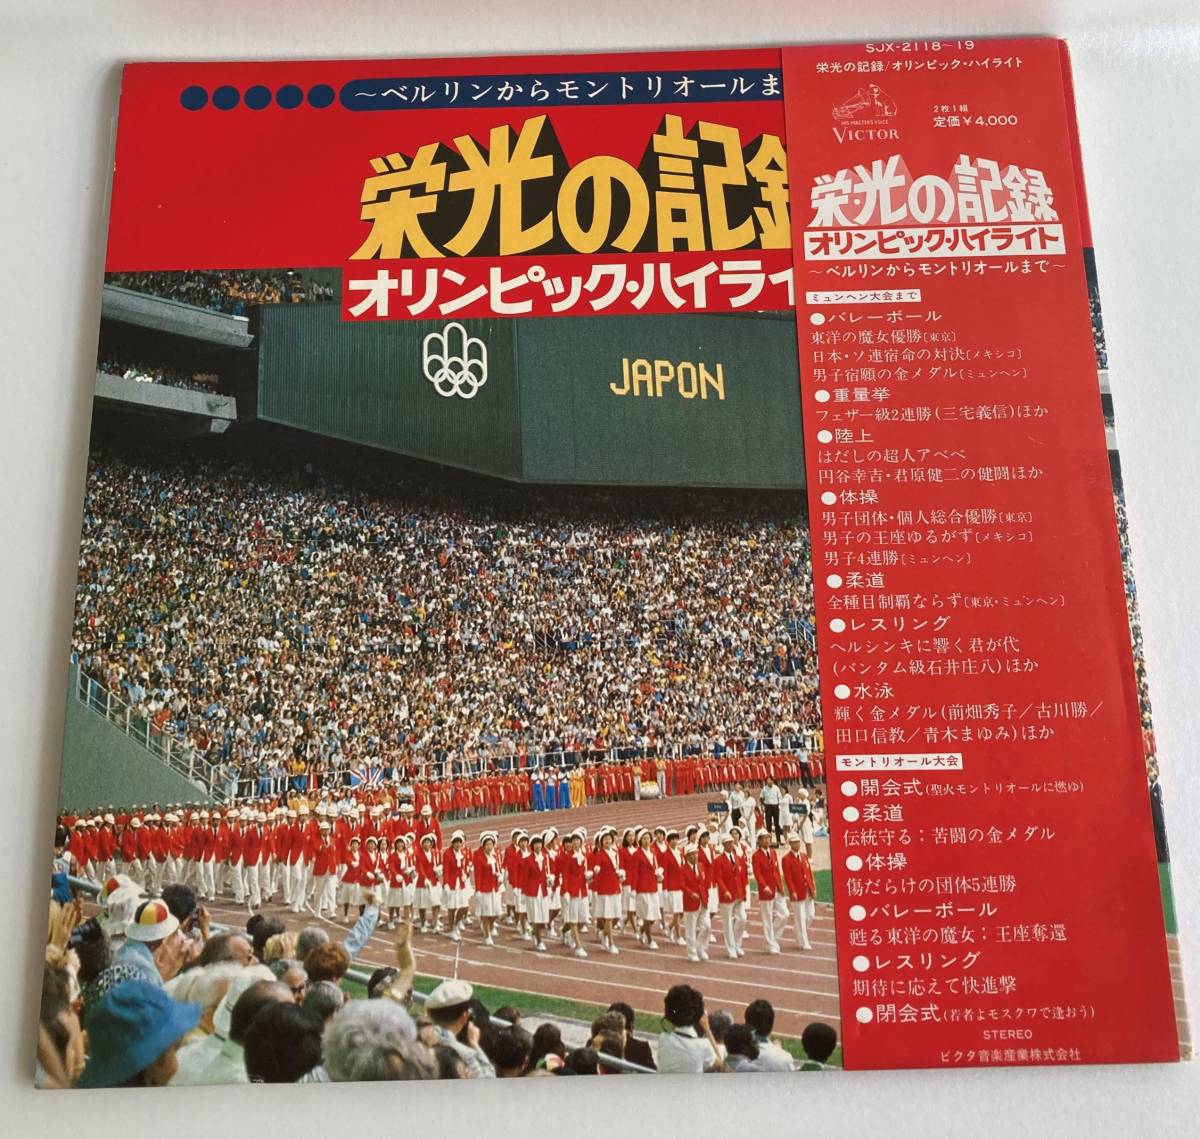 ～ベルリンからモントリオールま
栄光の記録
オリンピック・ハイライ
JAPON
SJX-2118～19
栄光の記録/オリンピック・ハイライト
HIS MASTER'S VOICE
VICTOR
2枚1組
定価￥4,000
栄光の記録
オリンピック・ハイライト
～ベルリンからモントリオールまで～
ミュンヘン大会まで
●バレーボール
東洋の魔女優勝〔東京〕
日本・ソ連宿命の対決〔メキシコ〕
男子宿願の金メダル〔ミュンヘン〕
●重量挙
フェザー級2連勝(三宅義信)ほか
●陸上
はだしの超人アベベ
円谷幸吉・君原健二の健闘ほか
●体操
男子団体・個人総合優勝〔東京〕
男子の王座ゆるがず〔メキシコ〕
男子4連勝〔ミュンヘン〕
●柔道
全種目制覇ならず〔東京・ミュンヘン〕
●レスリング
ヘルシンキに響く君が代
(バンタム級石井庄八)ほか
●水泳
輝く金メダル(前畑秀子／古川勝／
田口信教／青木まゆみ)ほか
モントリオール大会
●開会式(聖火モントリオールに燃ゆ)
●柔道
伝統守る；苦闘の金メダル
●体操
傷だらけの団体5連勝
●バレーボール
甦る東洋の魔女；王座奪還
●レスリング
期待に応えて快進撃
●閉会式(若者よモスクワで逢おう)
STEREO
ビクタ音楽産業株式会社